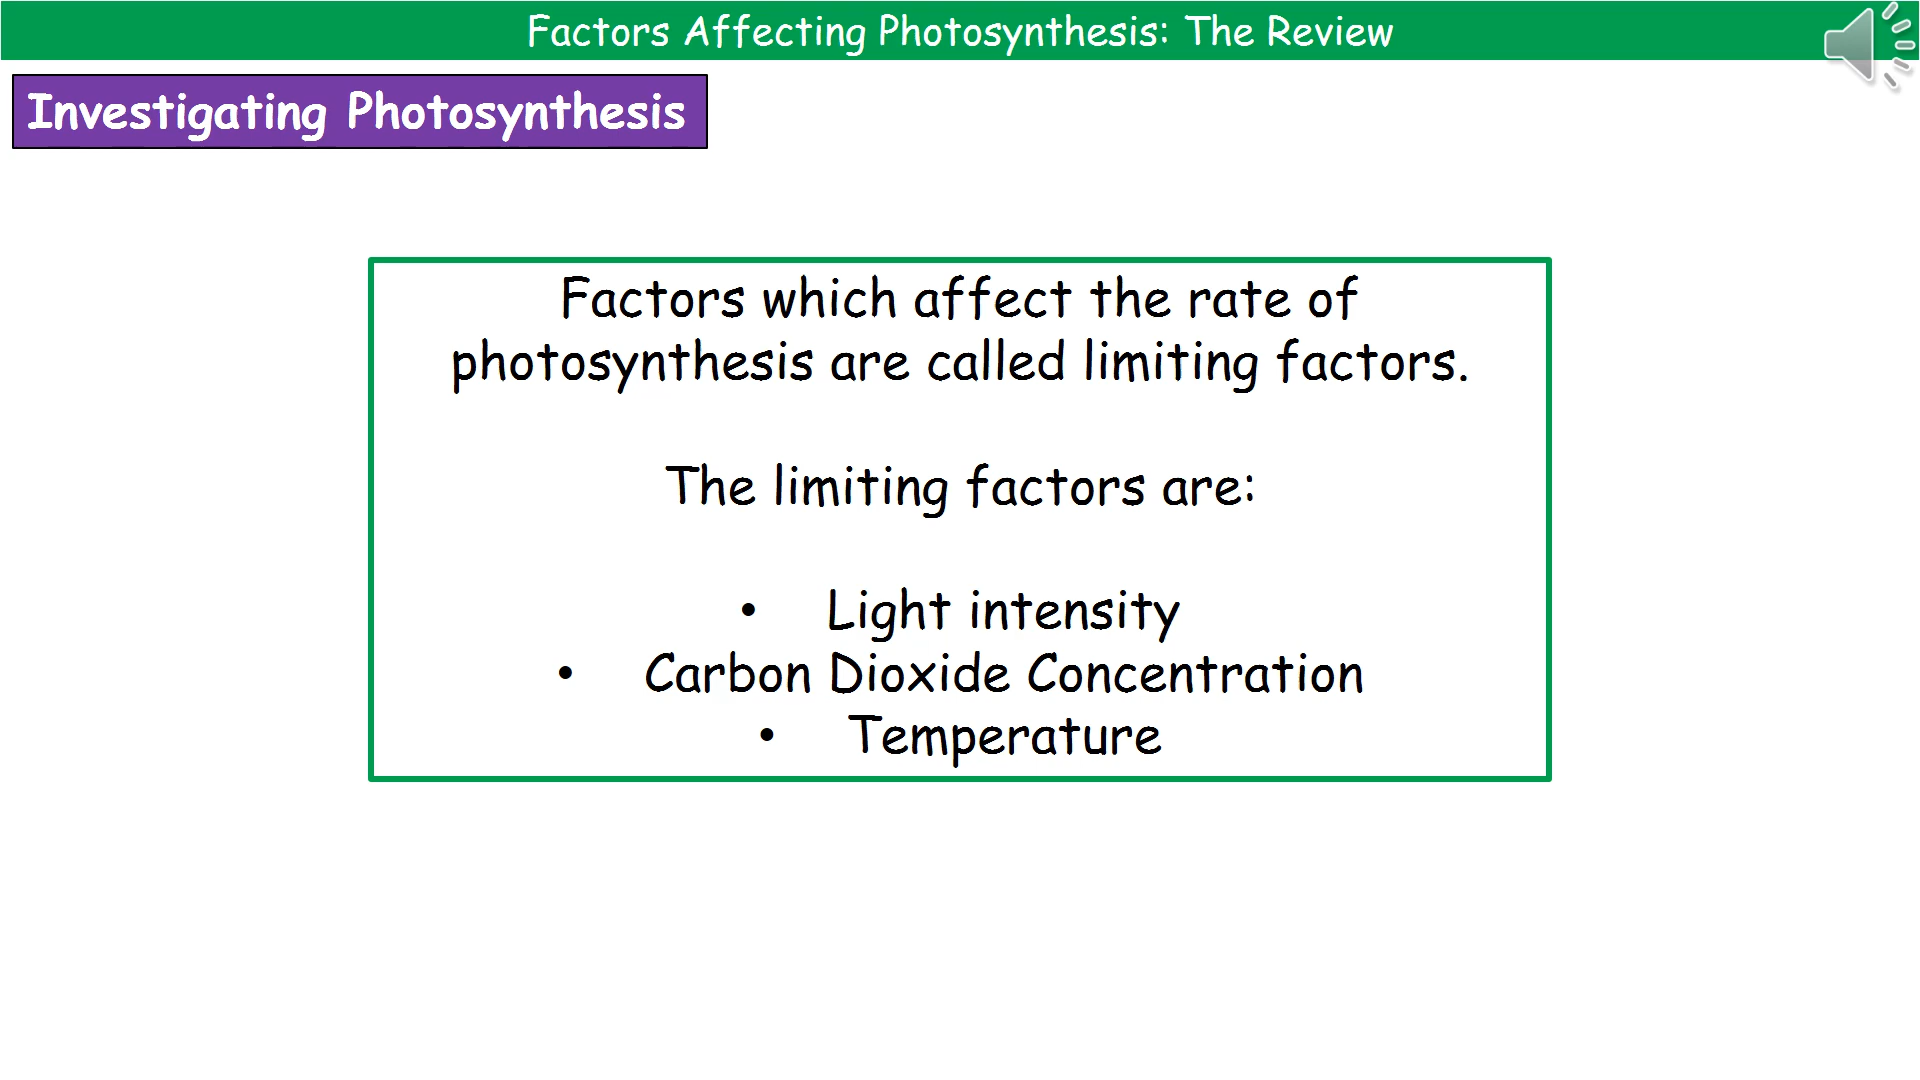 Factors Affecting Photosynthesis: The Review
Investigating Photosynthesis
Factors which affect the rate of
photosynthesis are called limiting factors.
The limiting factors are:
• Light intensity
• Carbon Dioxide Concentration
• Temperature